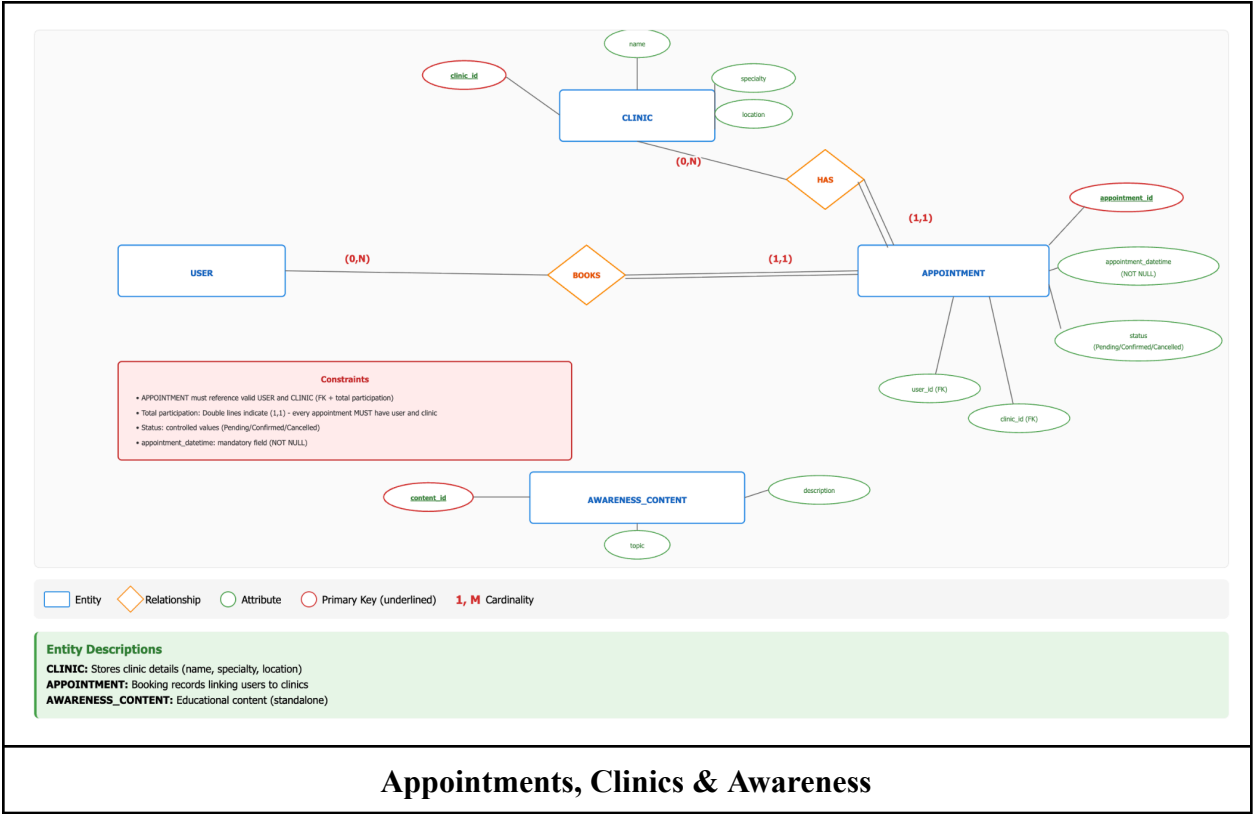 name
clinic_id
specialty
CLINIC
location
(0,N)
HAS
appointment_id
(1,1)
USER
(0,N)
BOOKS
(1,1)
APPOINTMENT
appointment_datetime
(NOT NULL)
status
(Pending/Confirmed/Cancelled)
user_id (FK)
clinic_id (FK)
Constraints
• APPOINTMENT must reference valid USER and CLINIC (FK + total participation)
• Total participation: Double lines indicate (1,1) - every appointment MUST have user and clinic
• Status: controlled values (Pending/Confirmed/Cancelled)
• appointment_datetime: mandatory field (NOT NULL)
content_id
AWARENESS_CONTENT
description
topic
Entity
Relationship
Attribute
Primary Key (underlined)
1, M Cardinality
Entity Descriptions
CLINIC: Stores clinic details (name, specialty, location)
APPOINTMENT: Booking records linking users to clinics
AWARENESS_CONTENT: Educational content (standalone)
Appointments, Clinics & Awareness